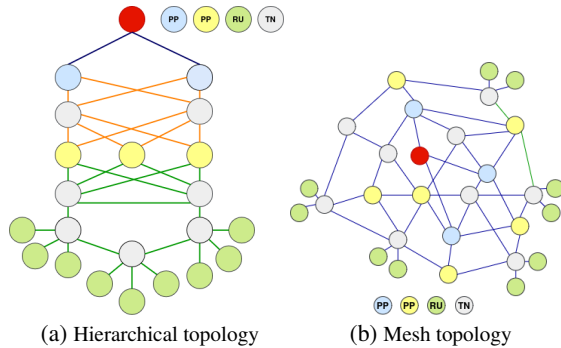 PP PP RU TN
PP PP RU TN
(a) Hierarchical topology
(b) Mesh topology